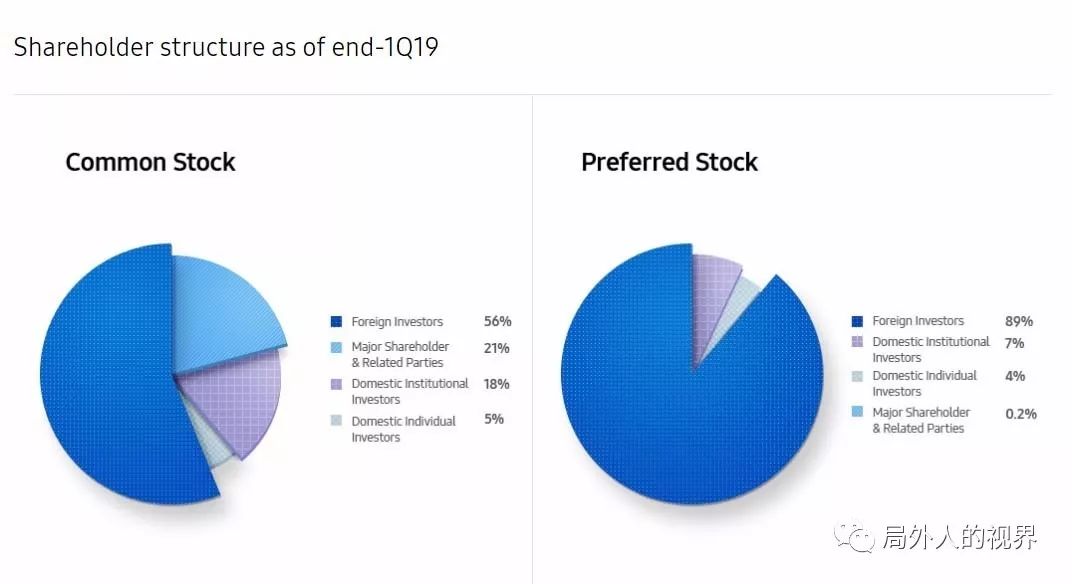 Shareholder structure as of end-1Q19
Common Stock
Foreign Investors 56%
Major Shareholder 21%
& Related Parties
Domestic Institutional 18%
Investors
Domestic Individual 5%
Investors
Preferred Stock
Foreign Investors 89%
Domestic Institutional 7%
Investors
Domestic Individual 4%
Investors
Major Shareholder 0.2%
& Related Parties
局外人的视界